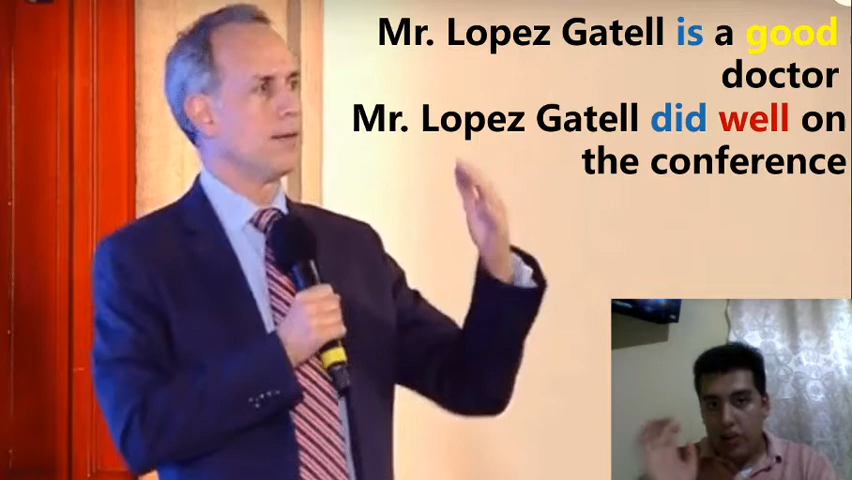 Mr. Lopez Gatell is a good
doctor
Mr. Lopez Gatell did well on
the conference